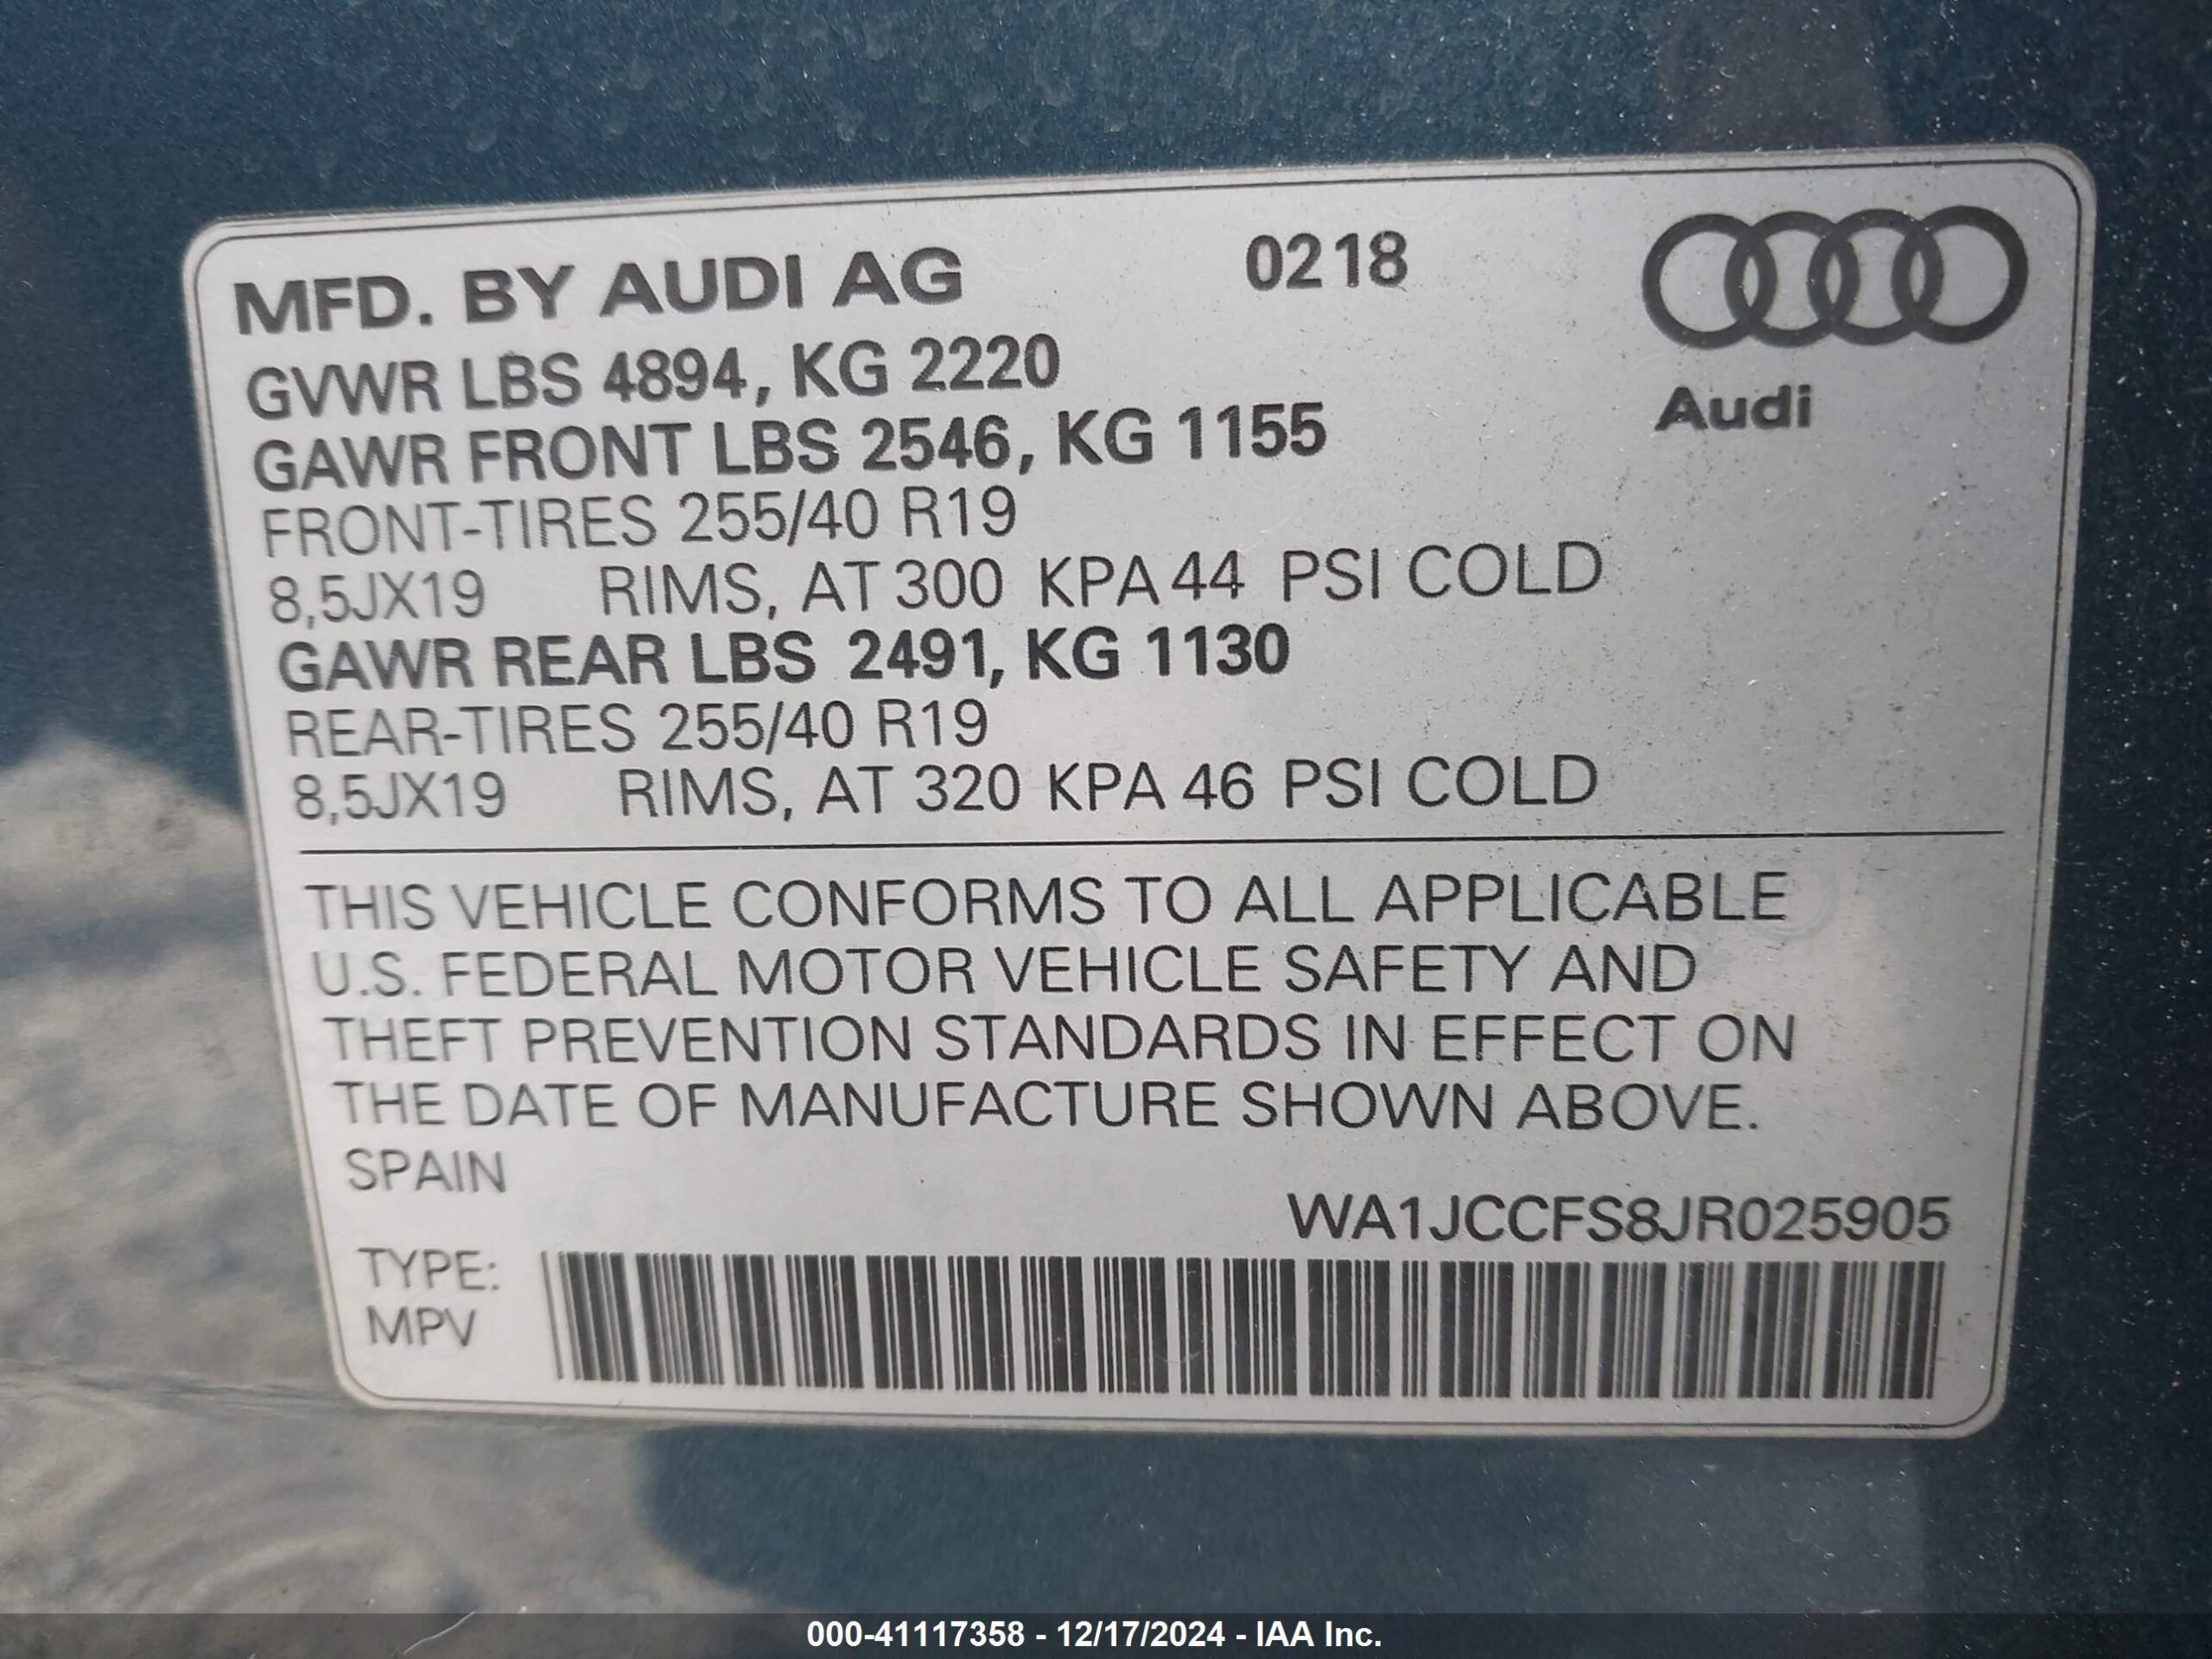 MFD. BY AUDI AG 0218
GVWR LBS 4894, KG 2220
GAWR FRONT LBS 2546, KG 1155
Audi
FRONT-TIRES 255/40 R19
8,5JX19 RIMS, AT 300 KPA 44 PSI COLD
GAWR REAR LBS 2491, KG 1130
REAR-TIRES 255/40 R19
8,5JX19 RIMS, AT 320 KPA 46 PSI COLD
THIS VEHICLE CONFORMS TO ALL APPLICABLE
U.S. FEDERAL MOTOR VEHICLE SAFETY AND
THEFT PREVENTION STANDARDS IN EFFECT ON
THE DATE OF MANUFACTURE SHOWN ABOVE.
SPAIN
WA1JCCFS8JR025905
TYPE:
MPV
000-41117358 - 12/17/2024 - IAA Inc.